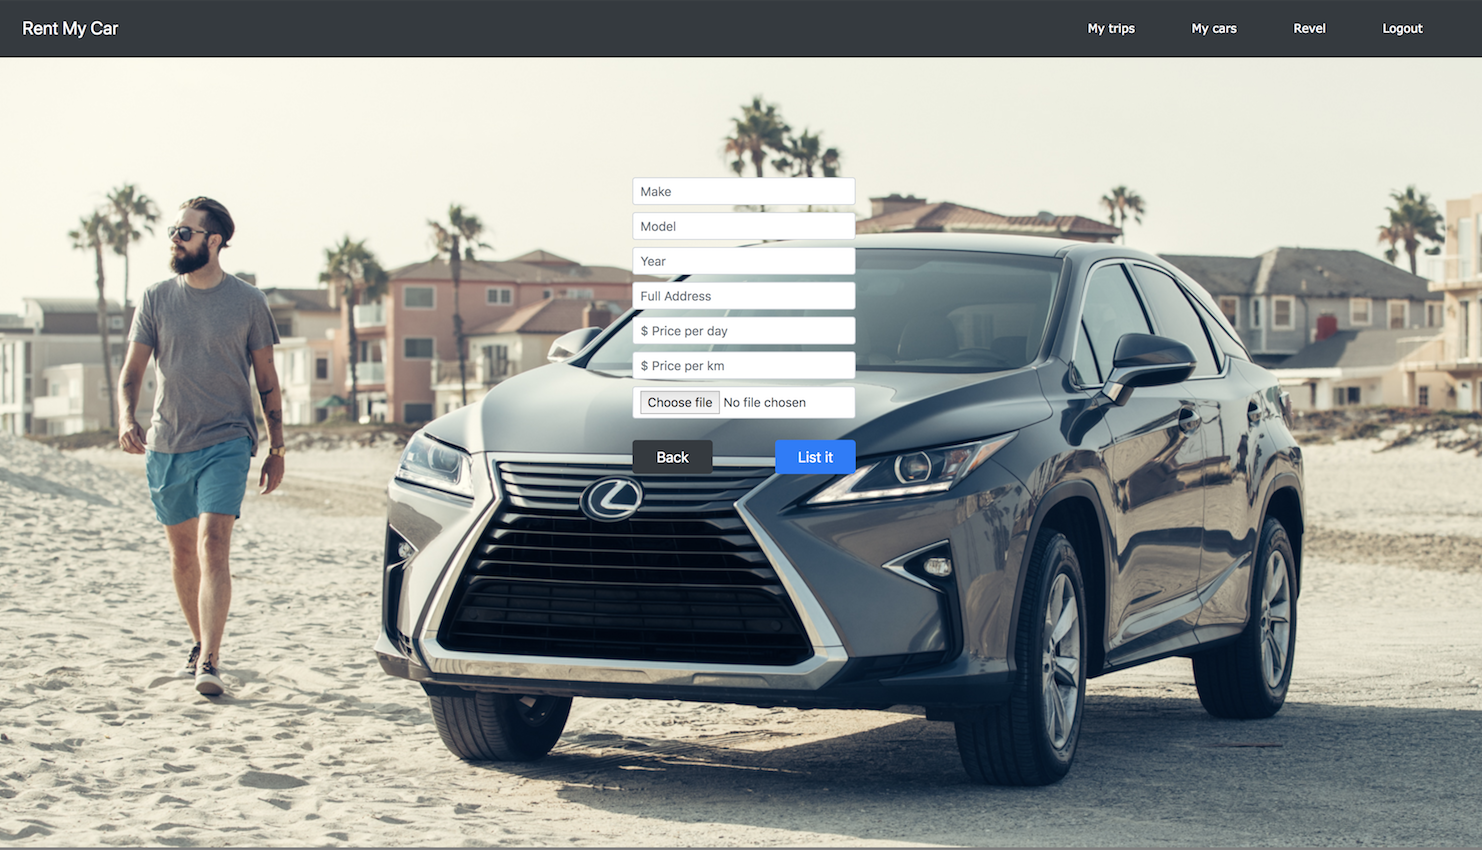 Rent My Car
My trips
My cars
Revel
Logout
Make
Model
Year
Full Address
$ Price per day
$ Price per km
Choose file No file chosen
Back
List it